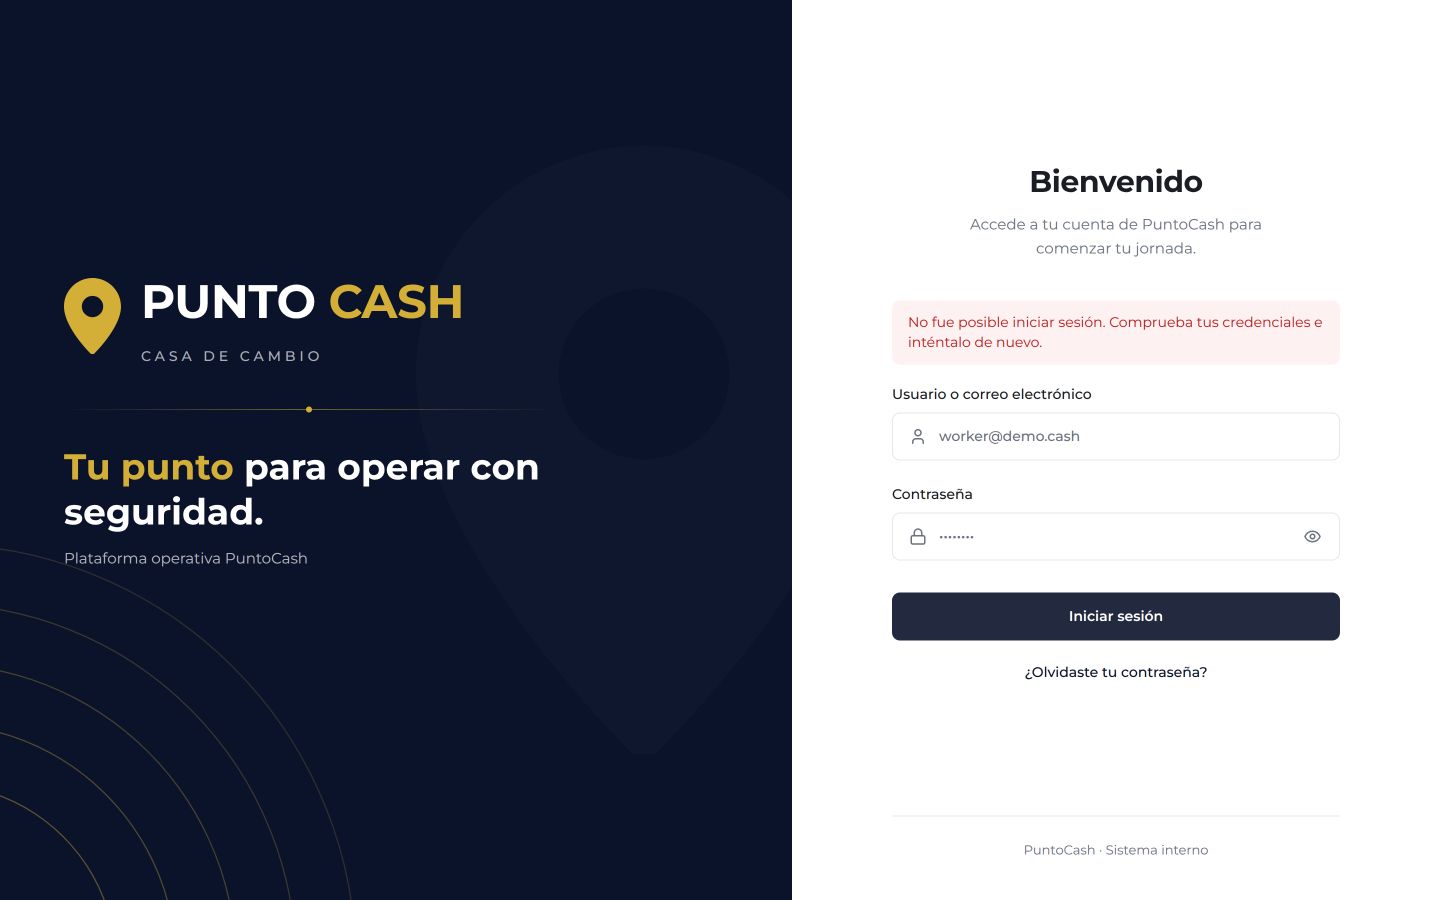 PUNTO CASH
CASA DE CAMBIO
Tu punto para operar con
seguridad.
Plataforma operativa PuntoCash
Bienvenido
Accede a tu cuenta de PuntoCash para
comenzar tu jornada.
No fue posible iniciar sesión. Comprueba tus credenciales e
inténtalo de nuevo.
Usuario o correo electrónico
worker@demo.cash
Contraseña
••••••••
Iniciar sesión
¿Olvidaste tu contraseña?
PuntoCash · Sistema interno